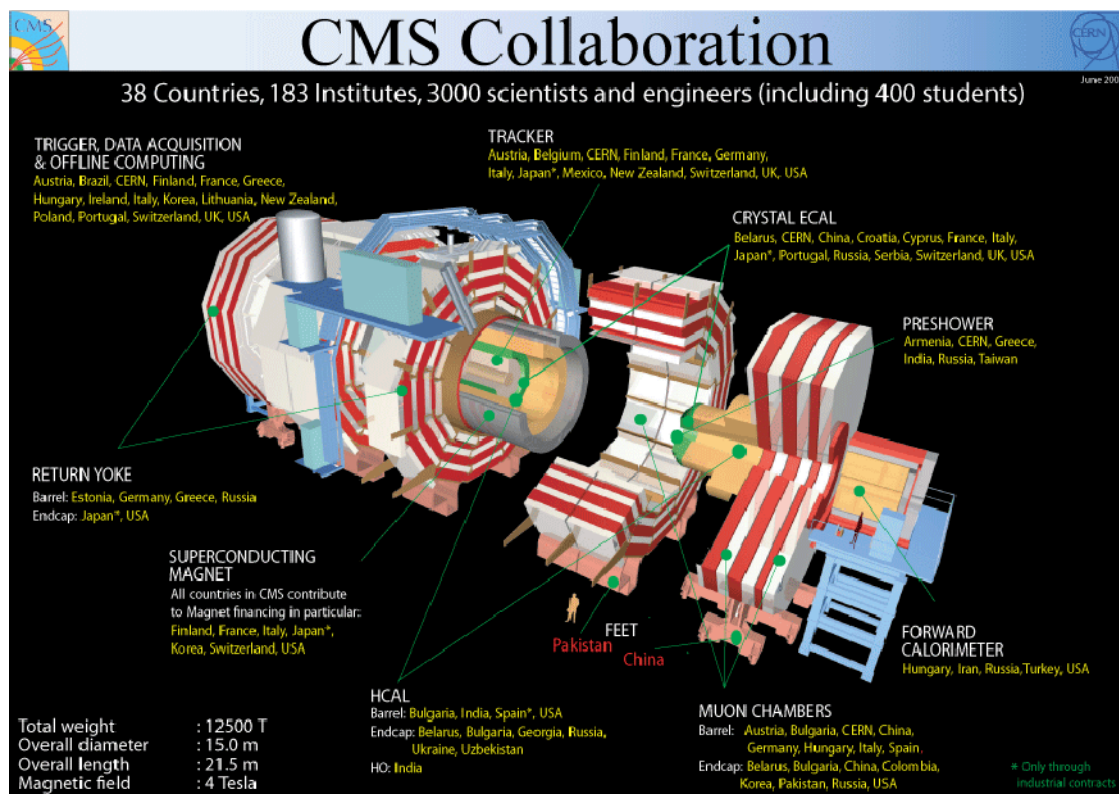 CMS
CMS Collaboration
CERN
June 200
38 Countries, 183 Institutes, 3000 scientists and engineers (including 400 students)
TRIGGER, DATA ACQUISITION
& OFFLINE COMPUTING
Austria, Brazil, CERN, Finland, France, Greece,
Hungary, Ireland, Italy, Korea, Lithuania, New Zealand,
Poland, Portugal, Switzerland, UK, USA
TRACKER
Austria, Belgium, CERN, Finland, France, Germany,
Italy, Japan*, Mexico, New Zealand, Switzerland, UK, USA
CRYSTAL ECAL
Belarus, CERN, China, Croatia, Cyprus, France, Italy,
Japan*, Portugal, Russia, Serbia, Switzerland, UK, USA
PRESHOWER
Armenia, CERN, Greece,
India, Russia, Taiwan
RETURN YOKE
Barrel: Estonia, Germany, Greece, Russia
Endcap: Japan*, USA
SUPERCONDUCTING
MAGNET
All countries in CMS contribute
to Magnet financing in particular:
Finland, France, Italy, Japan*,
Korea, Switzerland, USA
FEET
Pakistan
China
FORWARD
CALORIMETER
Hungary, Iran, Russia,Turkey, USA
HCAL
Barrel: Bulgaria, India, Spain*, USA
Endcap: Belarus, Bulgaria, Georgia, Russia,
Ukraine, Uzbekistan
HO: India
MUON CHAMBERS
Barrel: Austria, Bulgaria, CERN, China,
Germany, Hungary, Italy, Spain.
Endcap: Belarus, Bulgaria, China, Colombia,
Korea, Pakistan, Russia, USA
Total weight : 12500 T
Overall diameter : 15.0 m
Overall length : 21.5 m
Magnetic field : 4 Tesla
* Only through
industrial contracts